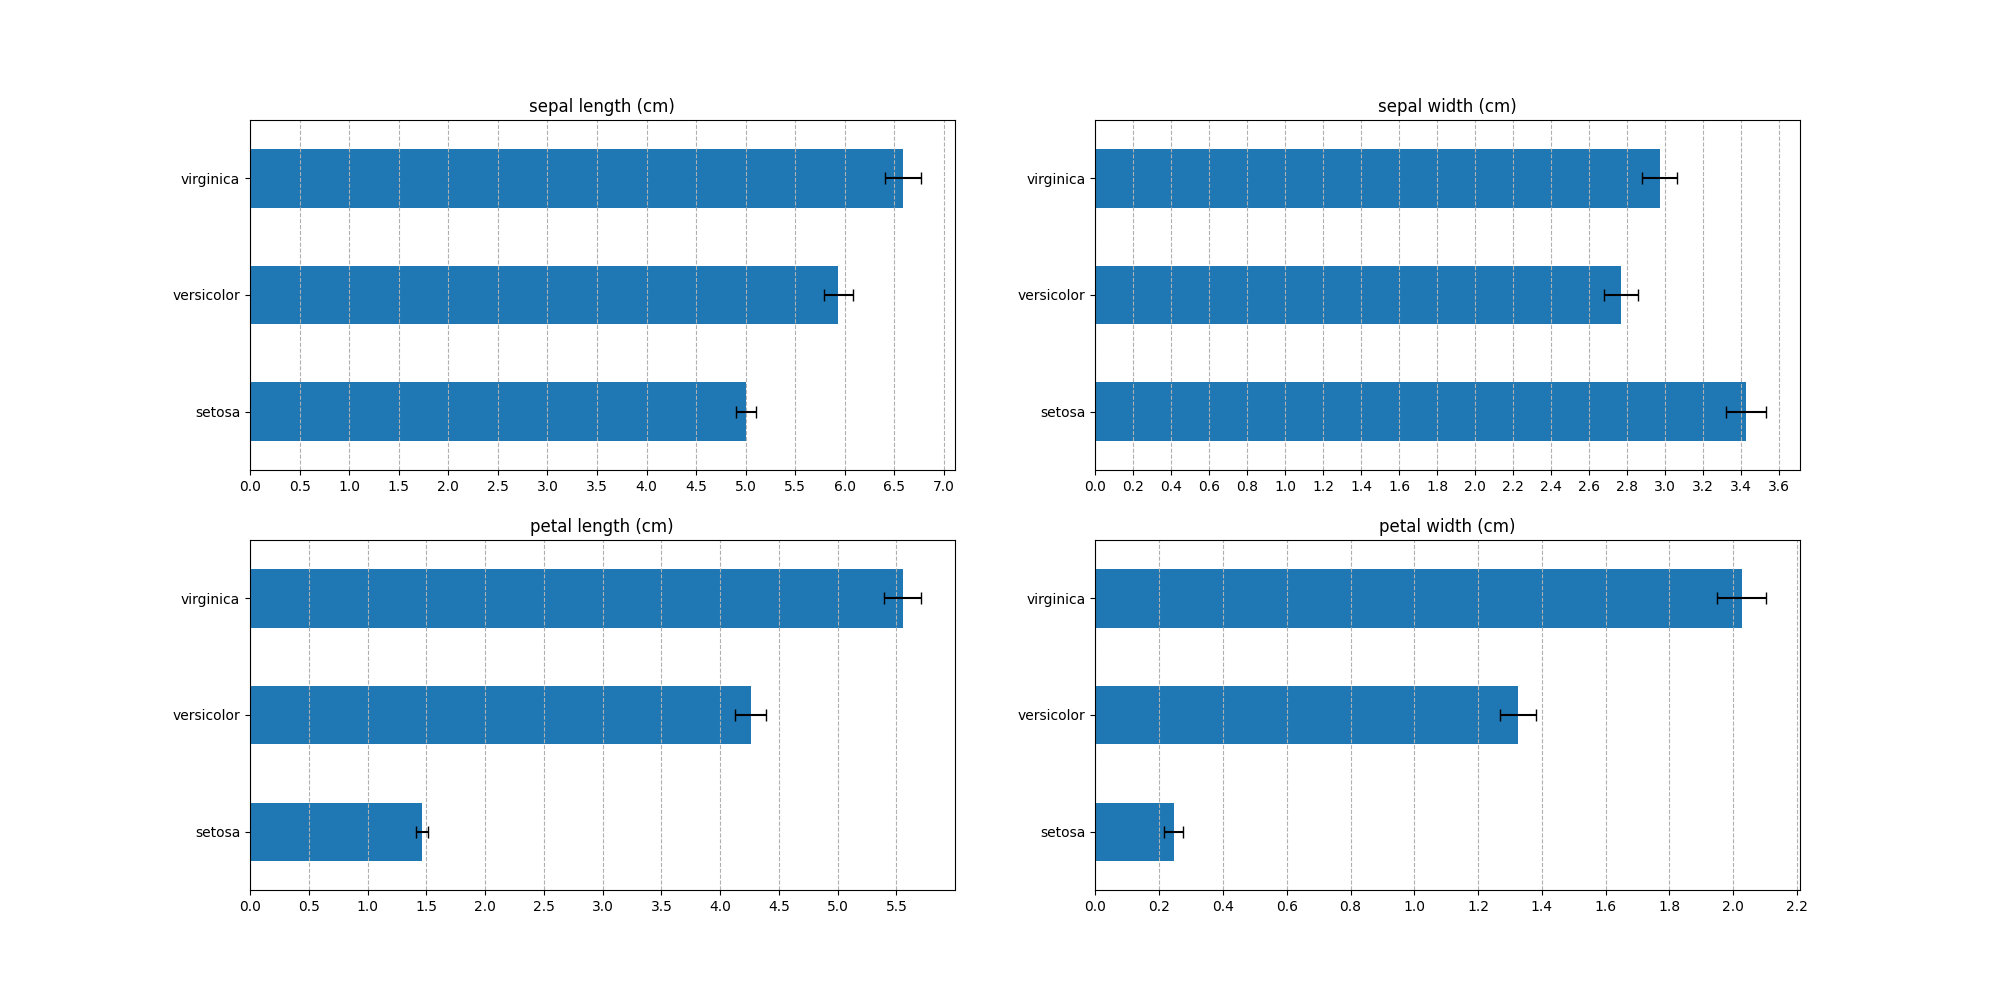 sepal length (cm)
virginica
versicolor
setosa
0.0 0.5 1.0 1.5 2.0 2.5 3.0 3.5 4.0 4.5 5.0 5.5 6.0 6.5 7.0
sepal width (cm)
virginica
versicolor
setosa
0.0 0.2 0.4 0.6 0.8 1.0 1.2 1.4 1.6 1.8 2.0 2.2 2.4 2.6 2.8 3.0 3.2 3.4 3.6
petal length (cm)
virginica
versicolor
setosa
0.0 0.5 1.0 1.5 2.0 2.5 3.0 3.5 4.0 4.5 5.0 5.5
petal width (cm)
virginica
versicolor
setosa
0.0 0.2 0.4 0.6 0.8 1.0 1.2 1.4 1.6 1.8 2.0 2.2